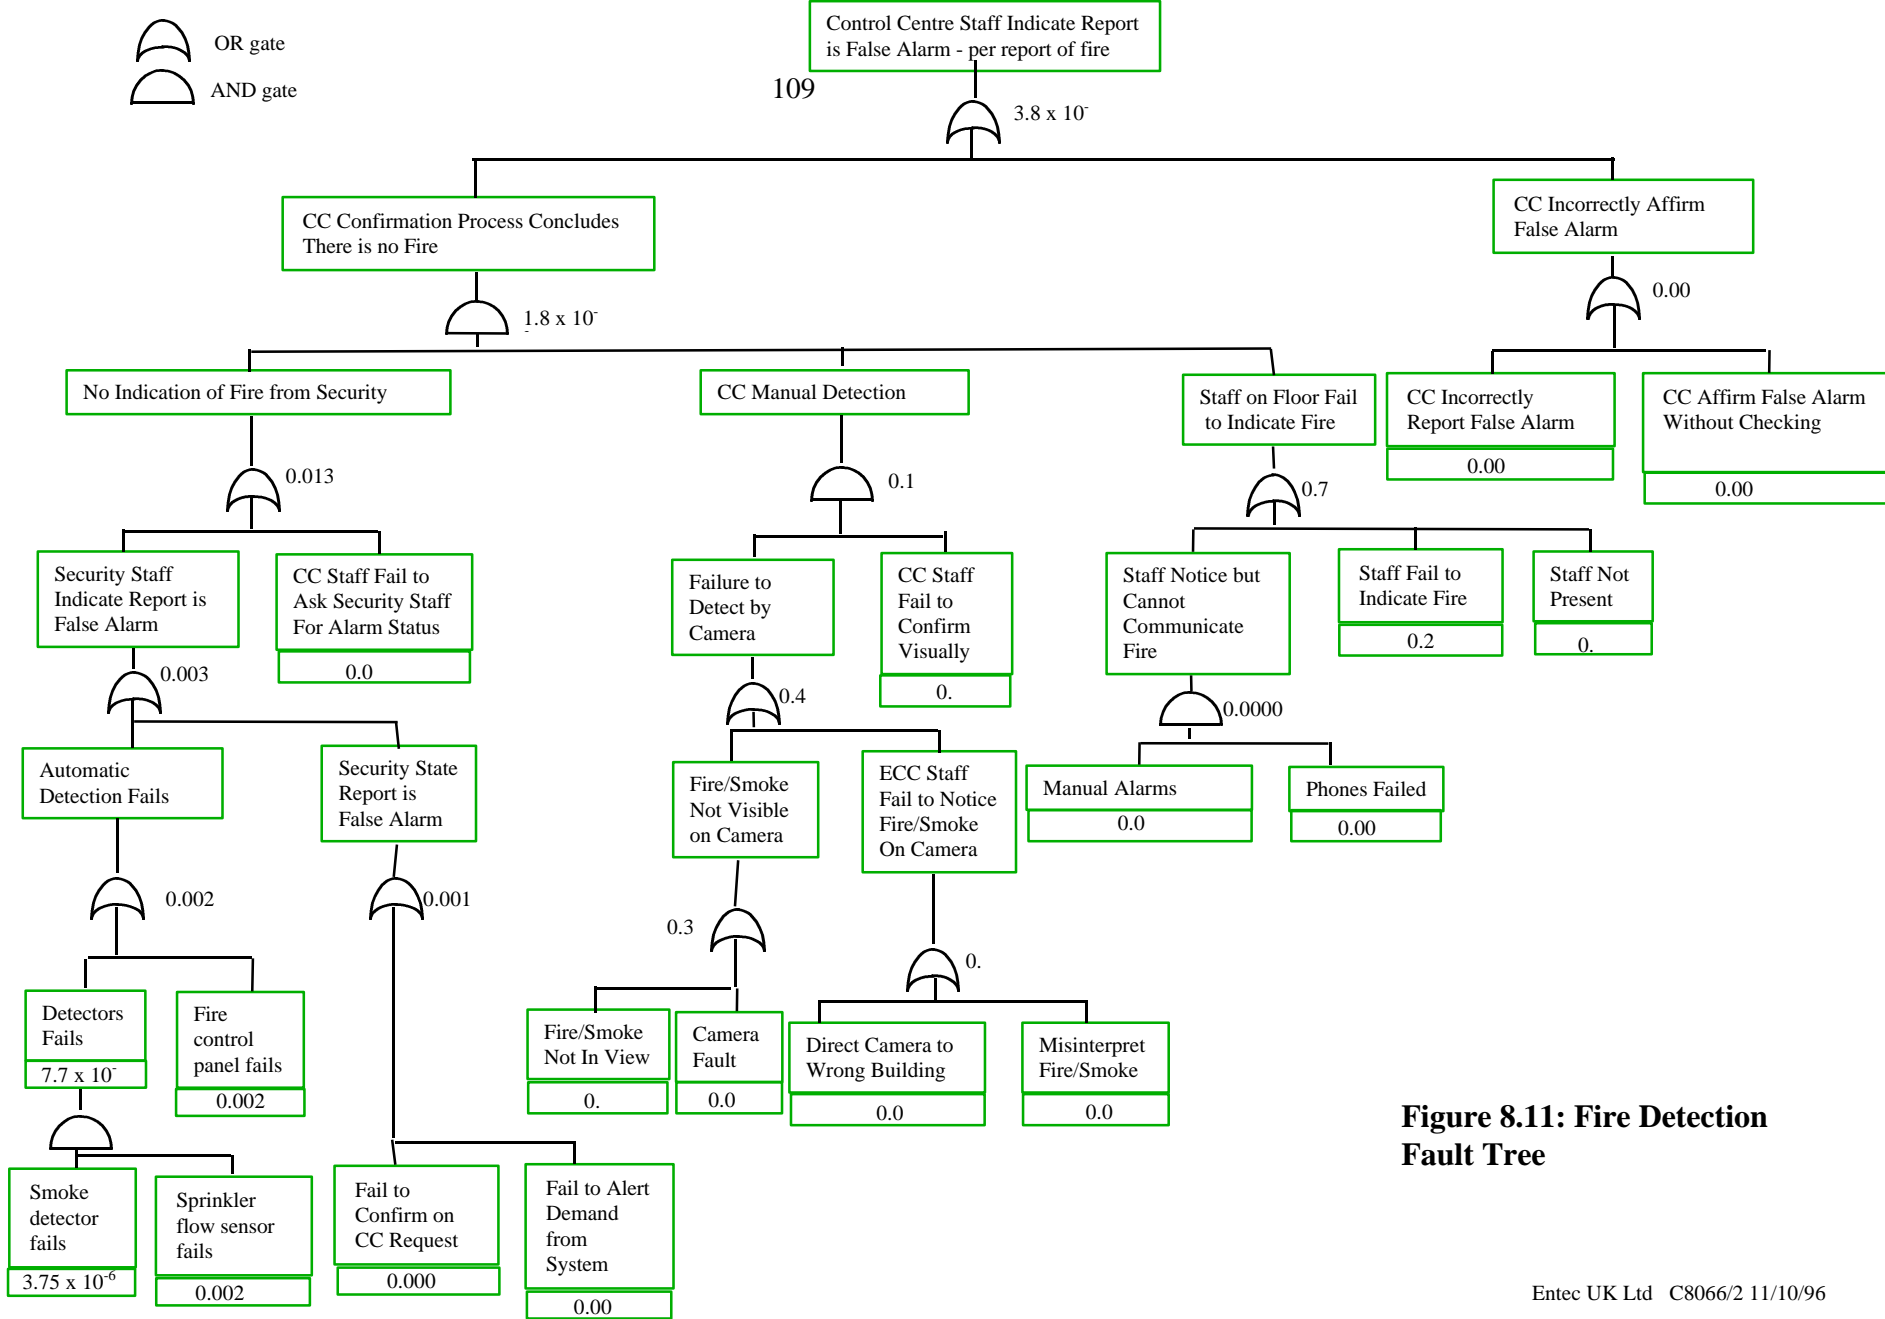 OR gate
AND gate
Control Centre Staff Indicate Report
is False Alarm - per report of fire
109
3.8 x 10-
CC Confirmation Process Concludes
There is no Fire
1.8 x 10-
CC Incorrectly Affirm
False Alarm
0.00
No Indication of Fire from Security
0.013
CC Manual Detection
0.1
Staff on Floor Fail
to Indicate Fire
0.7
CC Incorrectly
Report False Alarm
0.00
CC Affirm False Alarm
Without Checking
0.00
Security Staff
Indicate Report is
False Alarm
0.003
CC Staff Fail to
Ask Security Staff
For Alarm Status
0.0
Failure to
Detect by
Camera
0.4
CC Staff
Fail to
Confirm
Visually
0.
Staff Notice but
Cannot
Communicate
Fire
0.0000
Staff Fail to
Indicate Fire
0.2
Staff Not
Present
0.
Automatic
Detection Fails
0.002
Security State
Report is
False Alarm
0.001
Fire/Smoke
Not Visible
on Camera
0.3
ECC Staff
Fail to Notice
Fire/Smoke
On Camera
0.
Manual Alarms
0.0
Phones Failed
0.00
Detectors
Fails
7.7 x 10-
Fire
control
panel fails
0.002
Fire/Smoke
Not In View
0.
Camera
Fault
0.0
Direct Camera to
Wrong Building
0.0
Misinterpret
Fire/Smoke
0.0
Smoke
detector
fails
3.75 x 10-6
Sprinkler
flow sensor
fails
0.002
Fail to
Confirm on
CC Request
0.000
Fail to Alert
Demand
from
System
0.00
Figure 8.11: Fire Detection
Fault Tree
Entec UK Ltd C8066/2 11/10/96